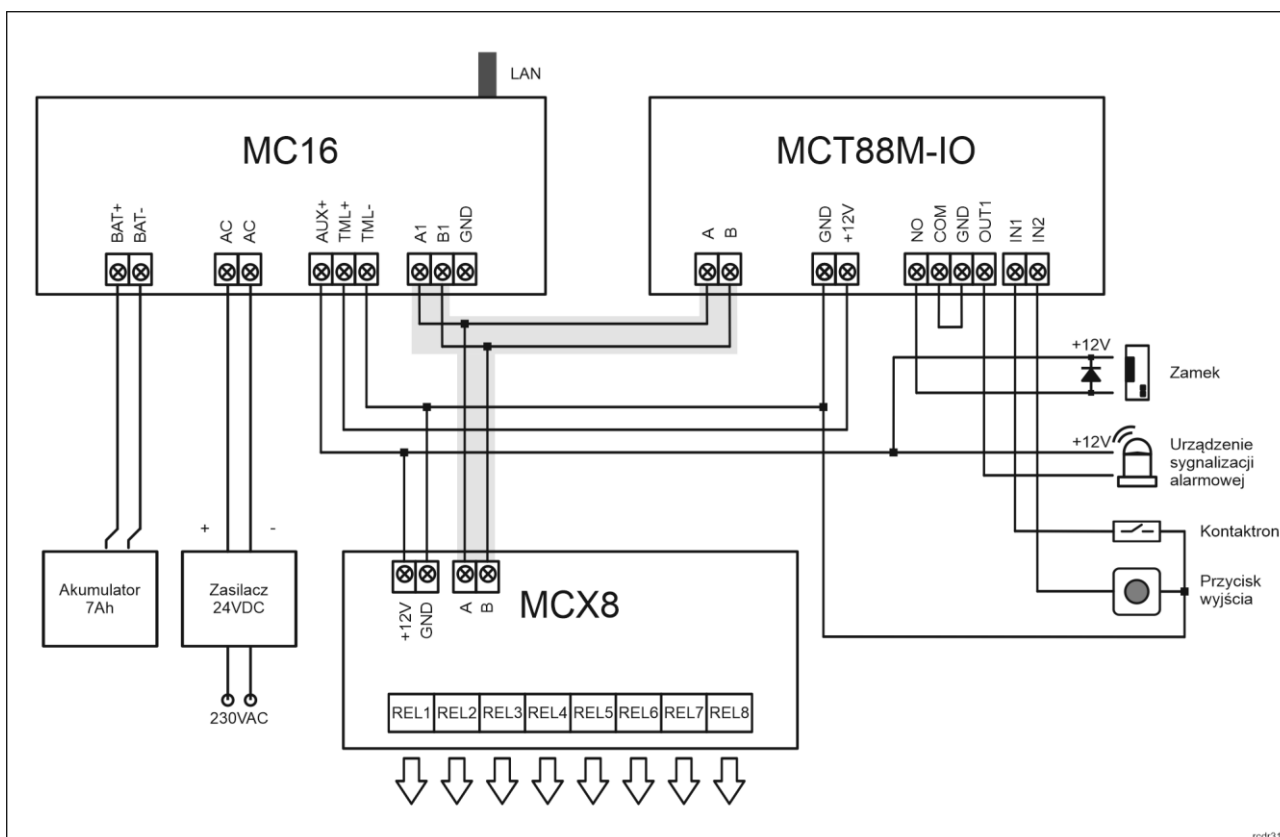 LAN
MC16
BAT+
BAT-
AC
AC
AUX+
TML+
TML-
A1
B1
GND
MCT88M-IO
A
B
GND
+12V
NO
COM
GND
OUT1
IN1
IN2
+12V
Zamek
+12V
Urządzenie
sygnalizacji
alarmowej
Kontaktron
Przycisk
wyjścia
Akumulator
7Ah
+
-
Zasilacz
24VDC
230VAC
+12V
GND
A
B
MCX8
REL1 REL2 REL3 REL4 REL5 REL6 REL7 REL8